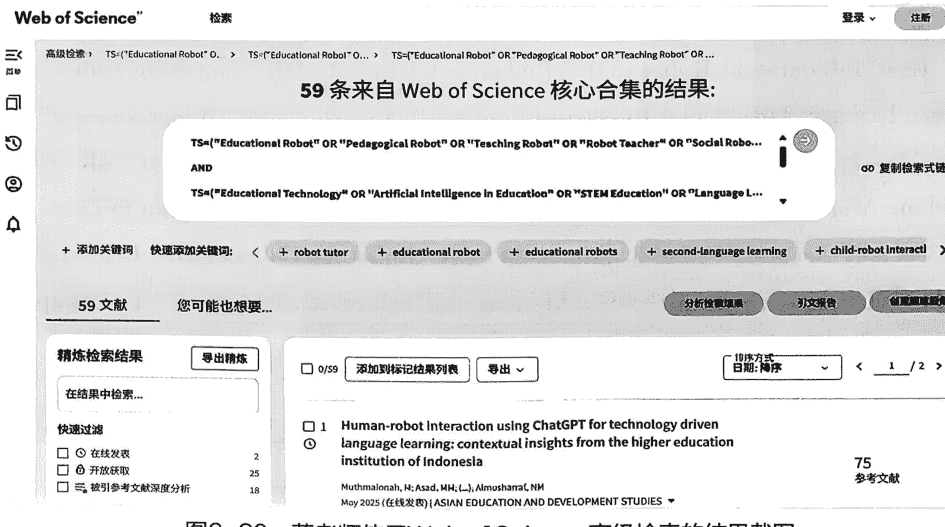 Web of Science™ 检索 登录 注册
菜单
高级检索 › TS=("Educational Robot" O... › TS=("Educational Robot" O... › TS=("Educational Robot" OR "Pedagogical Robot" OR "Teaching Robot" OR ...
59 条来自 Web of Science 核心合集的结果:
TS=("Educational Robot" OR "Pedagogical Robot" OR "Teaching Robot" OR "Robot Teacher" OR "Social Robo...
AND
TS=("Educational Technology" OR "Artificial Intelligence in Education" OR "STEM Education" OR "Language L...
复制检索式链
+ 添加关键词 快速添加关键词: < + robot tutor + educational robot + educational robots + second-language learning + child-robot interacti >
59 文献 您可能也想要...
分析检索结果 引文报告
精炼检索结果 导出精炼
在结果中检索...
快速过滤
在线发表 2
开放获取 25
被引参考文献深度分析 18
0/59 添加到标记结果列表 导出
排序方式
日期: 降序 < 1 / 2 >
1 Human-robot interaction using ChatGPT for technology driven
language learning: contextual insights from the higher education
institution of Indonesia
Muthmainnah, M; Asad, MM; (...); Almusharraf, NM
May 2025 (在线发表) | ASIAN EDUCATION AND DEVELOPMENT STUDIES
75
参考文献